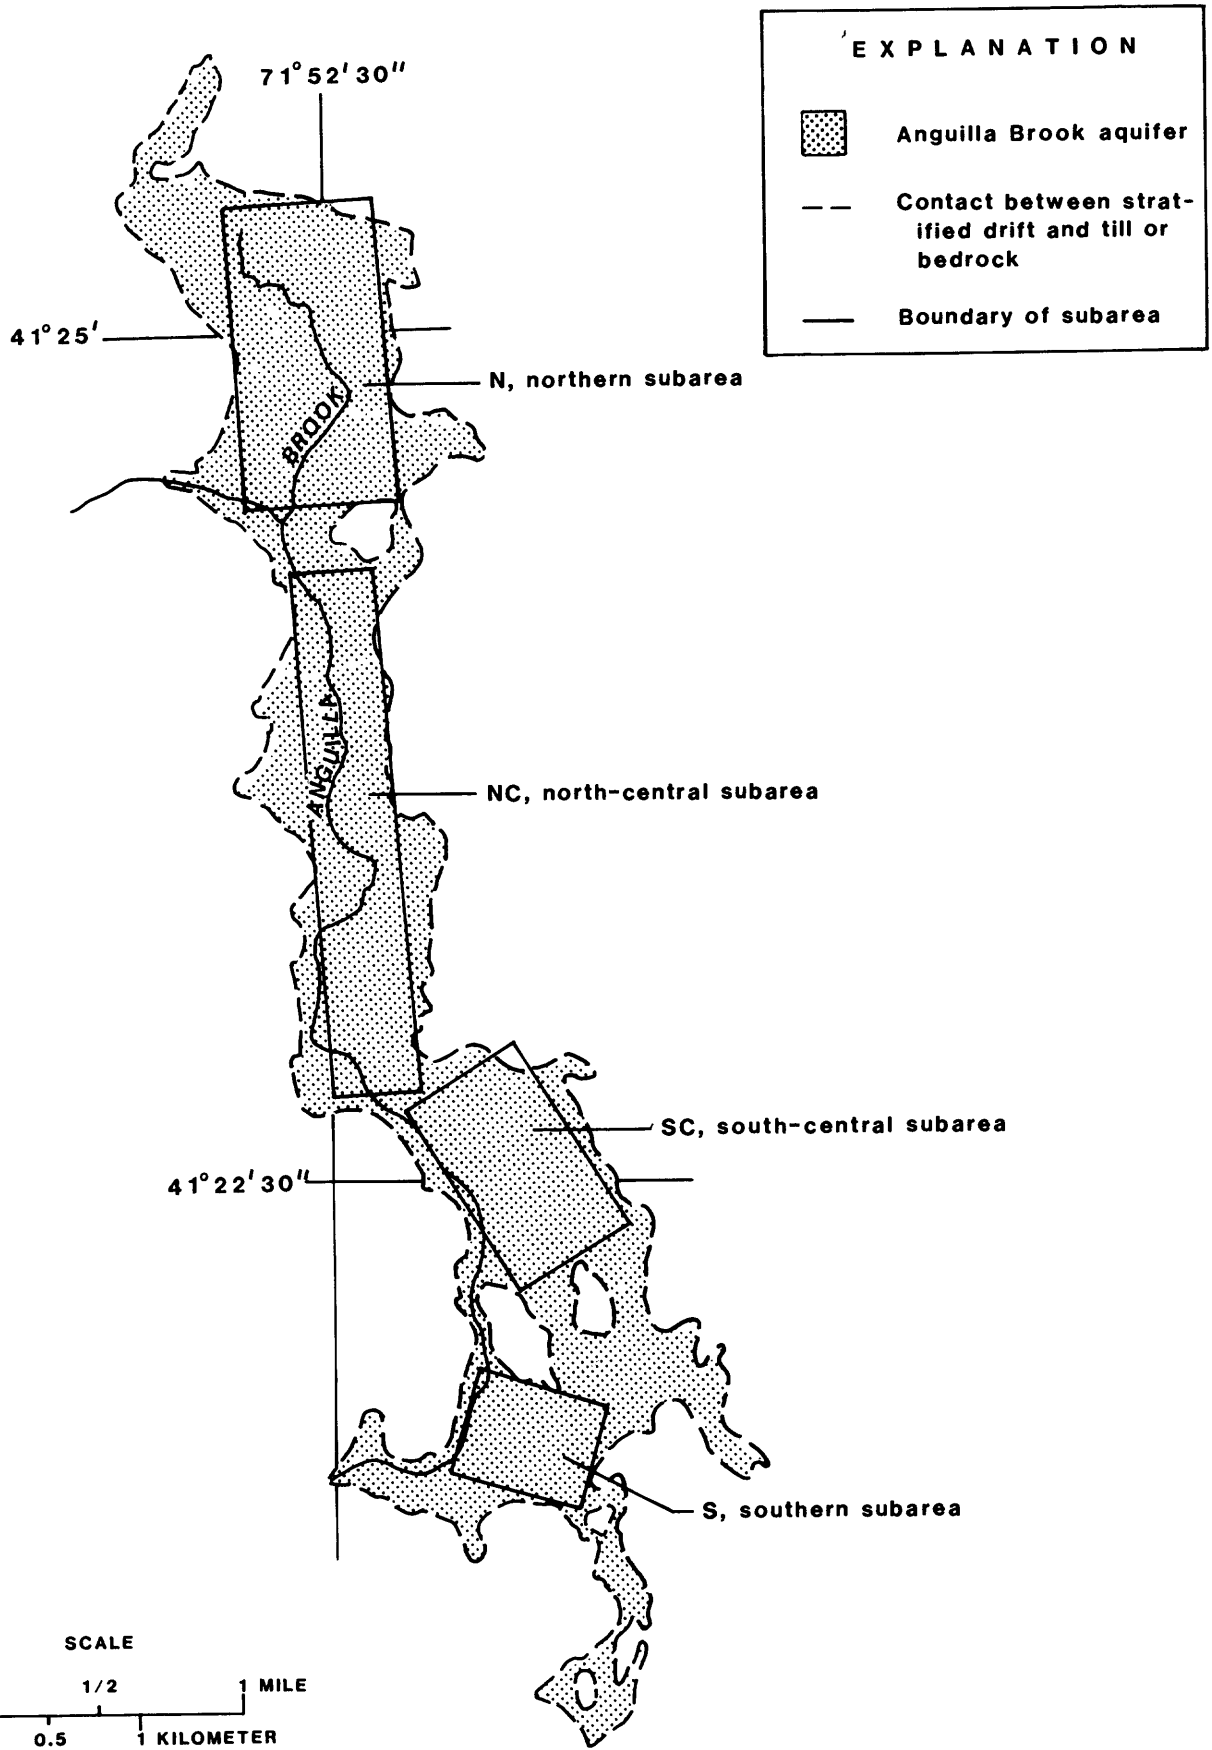 EXPLANATION
Anguilla Brook aquifer
Contact between strat-
ified drift and till or
bedrock
Boundary of subarea
71°52'30"
41°25'
N, northern subarea
BROOK
ANGUILLA
NC, north-central subarea
SC, south-central subarea
41°22'30"
S, southern subarea
SCALE
1/2 1 MILE
0.5 1 KILOMETER